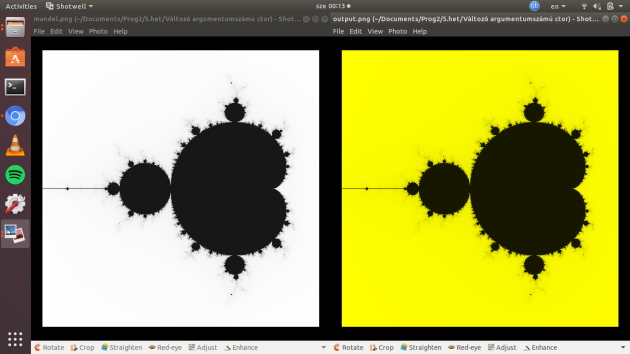 Activities Shotwell sze 00:13 en
mandel.png (~/Documents/Prog2/5.het/Változó argumentumszámú ctor) - Shot...
output.png (~/Documents/Prog2/5.het/Változó argumentumszámú ctor) - Shotw...
File Edit View Photo Help
File Edit View Photo Help
Rotate Crop Straighten Red-eye Adjust Enhance
Rotate Crop Straighten Red-eye Adjust Enhance